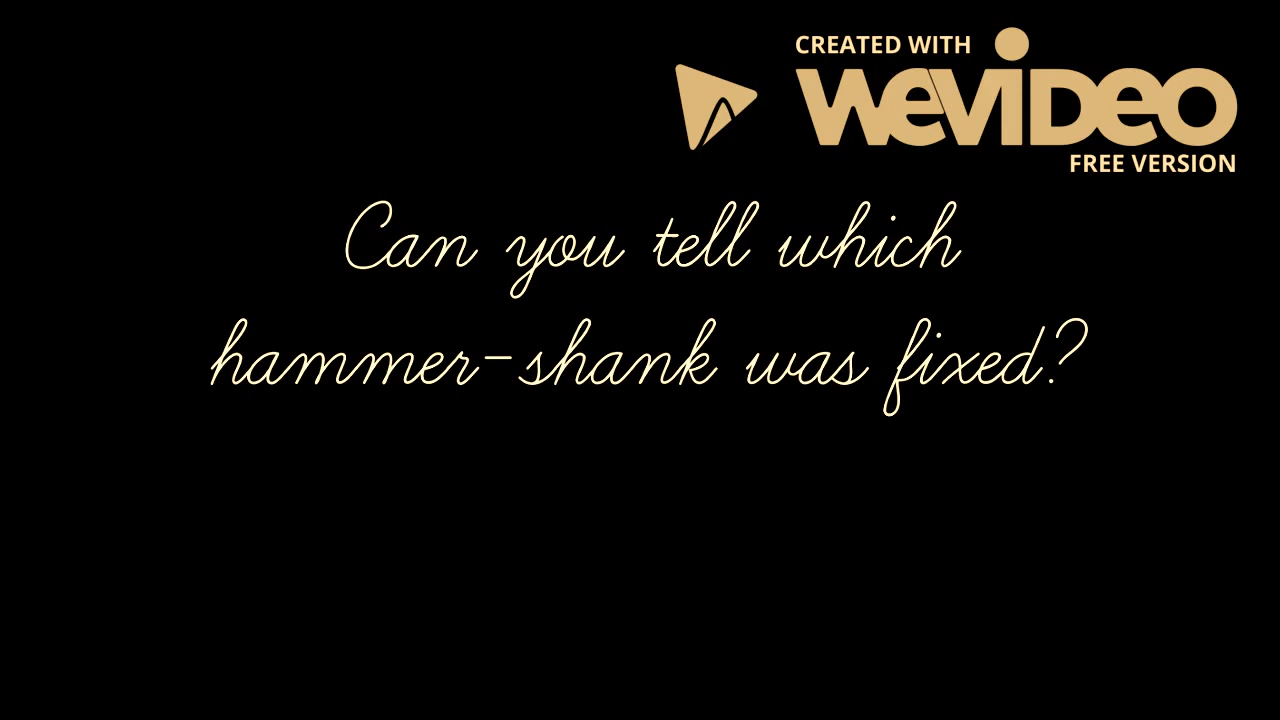 CREATED WITH
WEVIDEO
FREE VERSION
Can you tell which
hammer-shank was fixed?